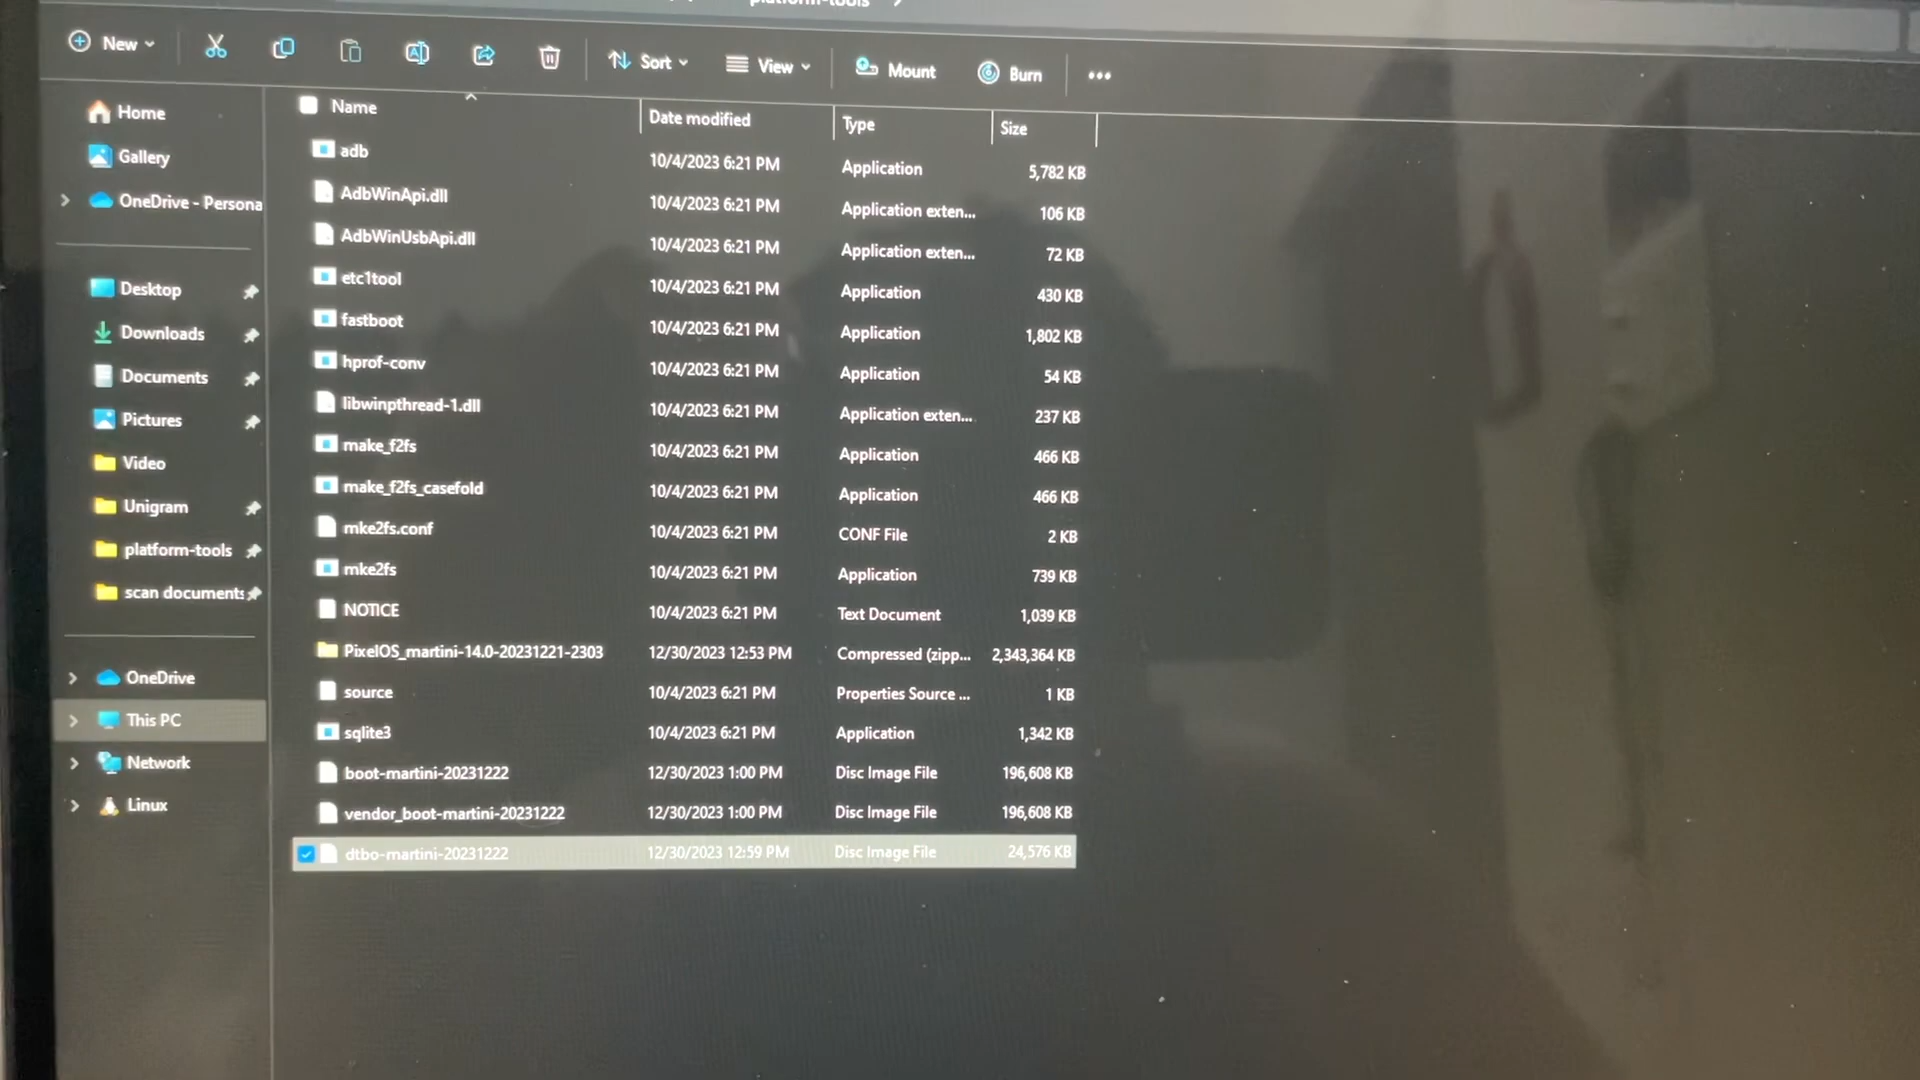 platform-tools
New
Sort
View
Mount
Burn
Home
Gallery
OneDrive - Persona
Desktop
Downloads
Documents
Pictures
Video
Unigram
platform-tools
scan documents
OneDrive
This PC
Network
Linux
Name Date modified Type Size
adb 10/4/2023 6:21 PM Application 5,782 KB
AdbWinApi.dll 10/4/2023 6:21 PM Application exten... 106 KB
AdbWinUsbApi.dll 10/4/2023 6:21 PM Application exten... 72 KB
etc1tool 10/4/2023 6:21 PM Application 430 KB
fastboot 10/4/2023 6:21 PM Application 1,802 KB
hprof-conv 10/4/2023 6:21 PM Application 54 KB
libwinpthread-1.dll 10/4/2023 6:21 PM Application exten... 237 KB
make_f2fs 10/4/2023 6:21 PM Application 466 KB
make_f2fs_casefold 10/4/2023 6:21 PM Application 466 KB
mke2fs.conf 10/4/2023 6:21 PM CONF File 2 KB
mke2fs 10/4/2023 6:21 PM Application 739 KB
NOTICE 10/4/2023 6:21 PM Text Document 1,039 KB
PixelOS_martini-14.0-20231221-2303 12/30/2023 12:53 PM Compressed (zipp... 2,343,364 KB
source 10/4/2023 6:21 PM Properties Source ... 1 KB
sqlite3 10/4/2023 6:21 PM Application 1,342 KB
boot-martini-20231222 12/30/2023 1:00 PM Disc Image File 196,608 KB
vendor_boot-martini-20231222 12/30/2023 1:00 PM Disc Image File 196,608 KB
dtbo-martini-20231222 12/30/2023 12:59 PM Disc Image File 24,576 KB